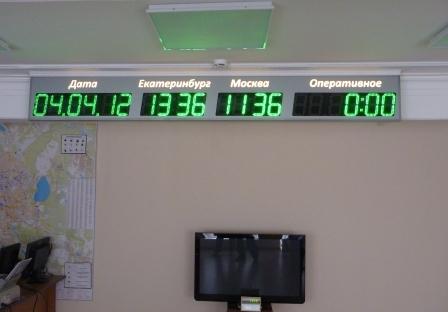 Дата Екатеринбург Москва Оперативное
04.04.12 13 36 11 36 0:00